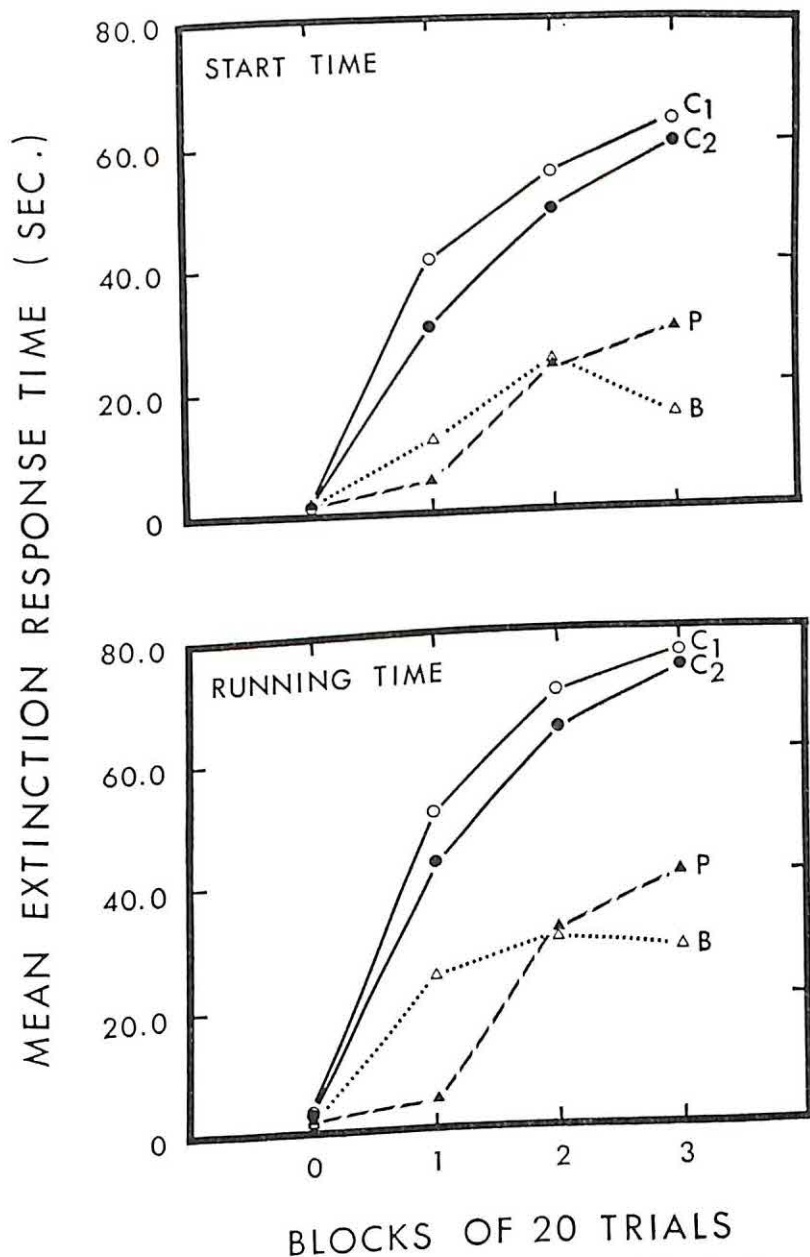 MEAN EXTINCTION RESPONSE TIME (SEC.)
START TIME
80.0
60.0
40.0
20.0
0
C1
C2
P
B
RUNNING TIME
80.0
60.0
40.0
20.0
0
C1
C2
P
B
0 1 2 3
BLOCKS OF 20 TRIALS